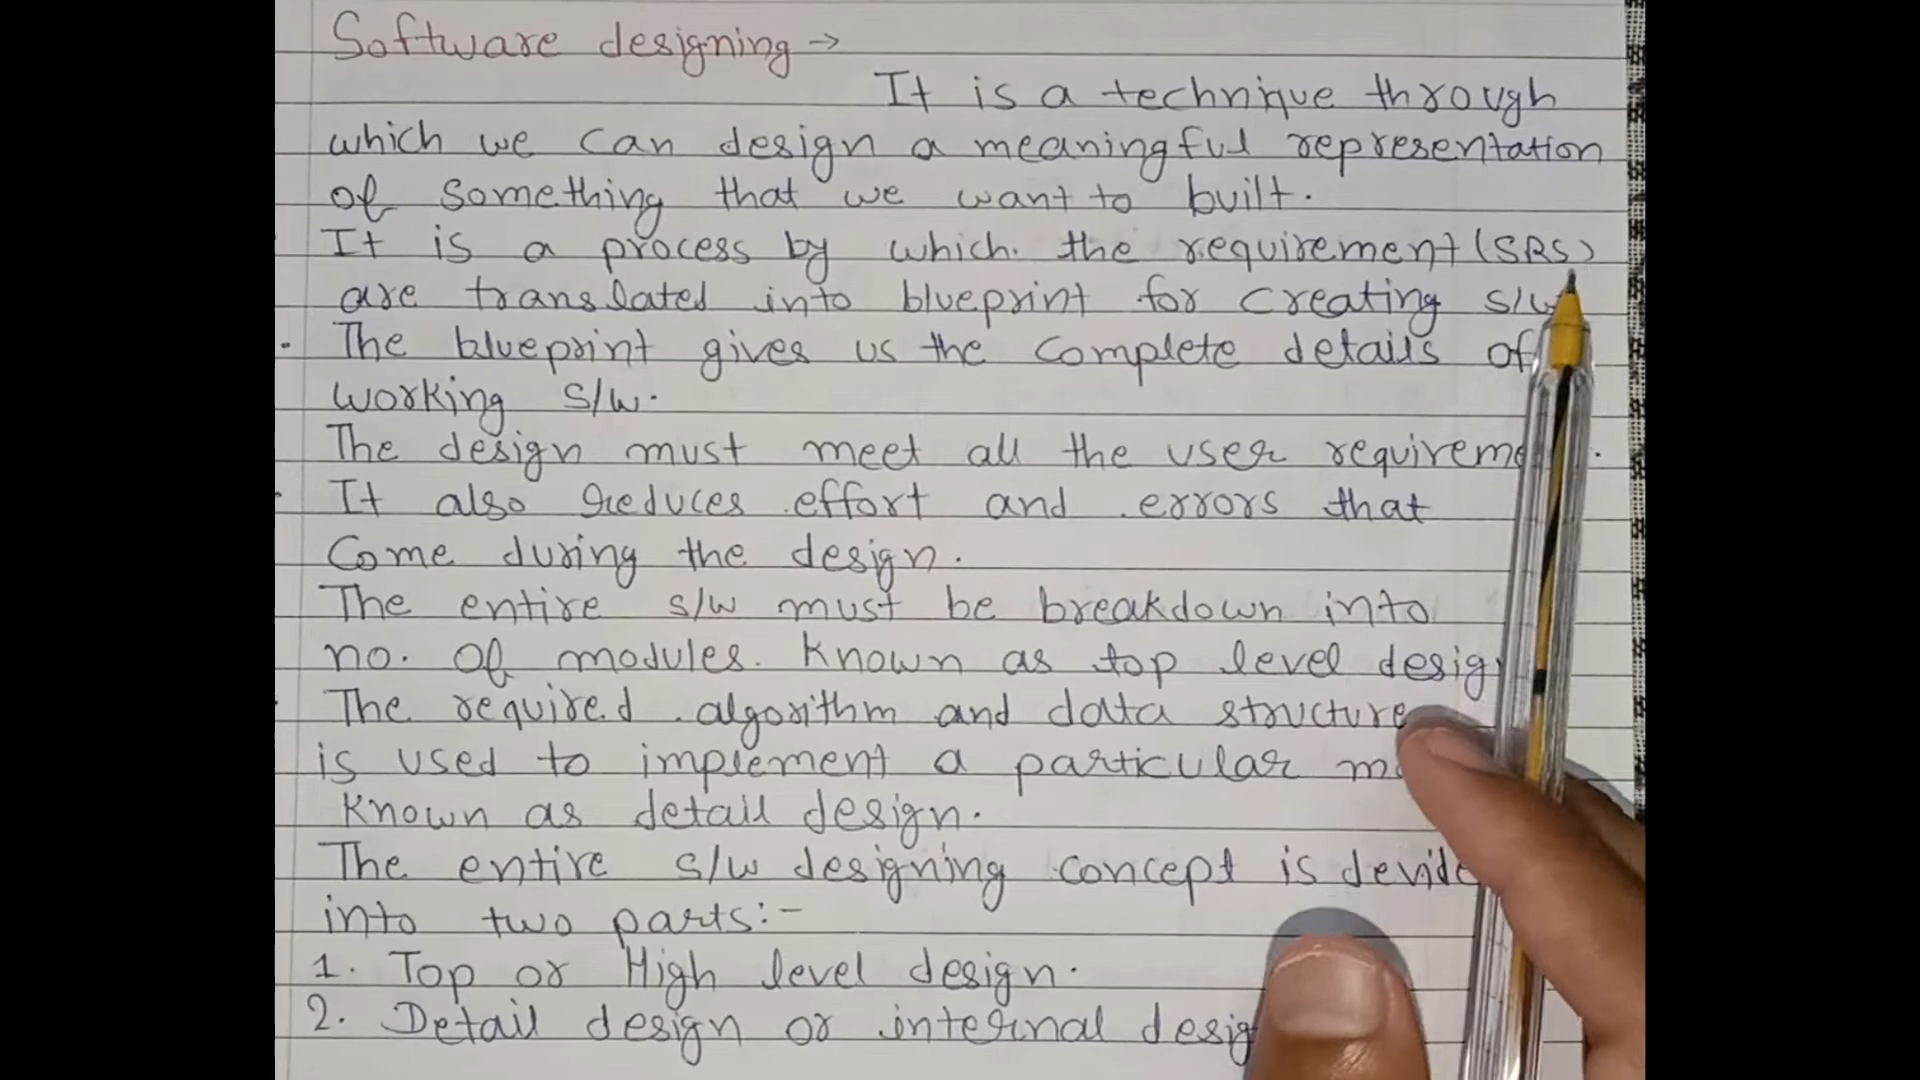 Software designing →
It is a technique through
which we can design a meaningful representation
of something that we want to built.
It is a process by which the requirement (SRS)
are translated into blueprint for creating
The blueprint gives us the complete details of
working s/w.
The design must meet all the user
It also reduces effort and errors that
Come during the design.
The entire s/w must be breakdown into
no. of modules. Known as top level
The required algorithm and data structure
is used to implement a particular
Known as detail design.
The entire s/w designing concept is
into two parts:-
1. Top or High level design.
2. Detail design or internal